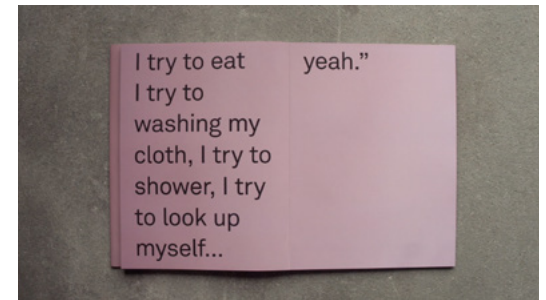 I try to eat
I try to
washing my
cloth, I try to
shower, I try
to look up
myself...
yeah.”